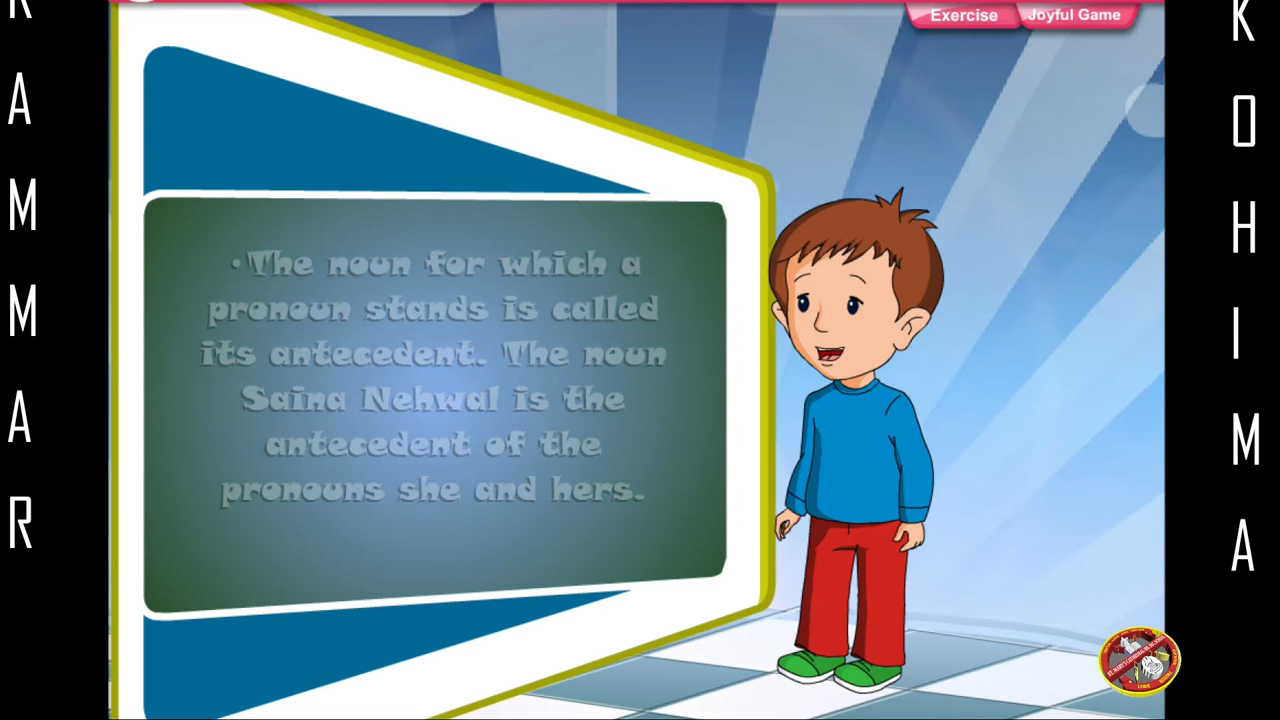 Exercise
Joyful Game
•The noun for which a
pronoun stands is called
its antecedent. The noun
Saina Nehwal is the
antecedent of the
pronouns she and hers.
R
A
M
M
A
R
K
O
H
I
M
A